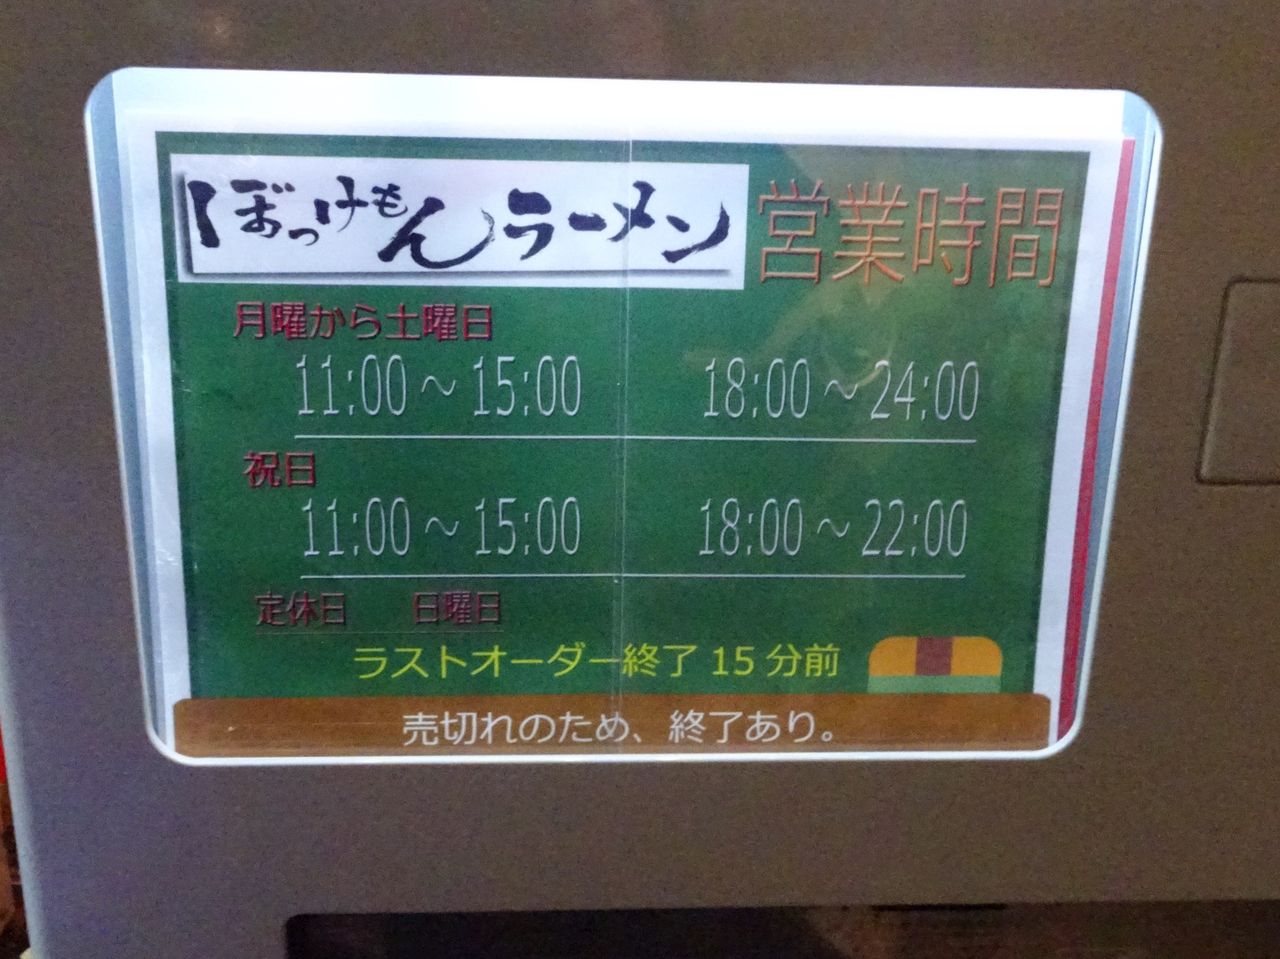 ぼっけもんラーメン 営業時間
月曜から土曜日
11:00～15:00 18:00～24:00
祝日
11:00～15:00 18:00～22:00
定休日 日曜日
ラストオーダー終了15分前
売切れのため、終了あり。